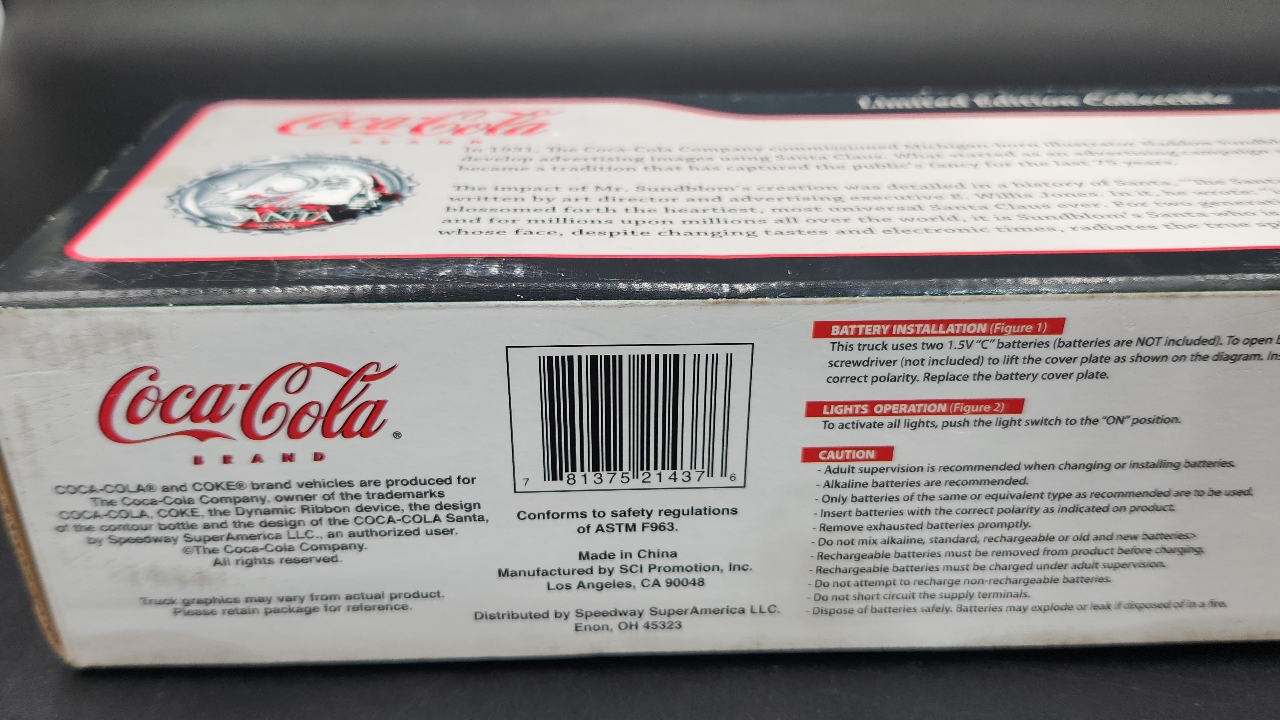 Limited Edition Collectible
Coca-Cola
BRAND
In 1931, The Coca-Cola Company commissioned Michigan born illustrator Haddon
develop advertising images using Santa Claus. What started as an advertising campaign
became a tradition that has captured the public's fancy for the last 75 years.
The impact of Mr. Sundblom's creation was detailed in a history of Santa, "The Santa
written by art director and advertising executive E. Willis Jones. In it, he wrote:
blossomed forth the heartiest, most universal Santa Claus ever. For two
and for millions upon millions all over the world it is Sundblom's Santa who
whose face, despite changing tastes and electronic times, radiates the true
SANTA
Coca-Cola®
BRAND
COCA-COLA® and COKE® brand vehicles are produced for
The Coca-Cola Company, owner of the trademarks
COCA-COLA, COKE, the Dynamic Ribbon device, the design
of the contour bottle and the design of the COCA-COLA Santa,
by Speedway SuperAmerica LLC., an authorized user.
©The Coca-Cola Company.
All rights reserved.
Truck graphics may vary from actual product.
Please retain package for reference.
7 81375 21437 6
Conforms to safety regulations
of ASTM F963.
Made in China
Manufactured by SCI Promotion, Inc.
Los Angeles, CA 90048
Distributed by Speedway SuperAmerica LLC.
Enon, OH 45323
BATTERY INSTALLATION (Figure 1)
This truck uses two 1.5V "C" batteries (batteries are NOT included). To open
screwdriver (not included) to lift the cover plate as shown on the diagram.
correct polarity. Replace the battery cover plate.
LIGHTS OPERATION (Figure 2)
To activate all lights, push the light switch to the "ON" position.
CAUTION
- Adult supervision is recommended when changing or installing batteries.
- Alkaline batteries are recommended.
- Only batteries of the same or equivalent type as recommended are to be used.
- Insert batteries with the correct polarity as indicated on product.
- Remove exhausted batteries promptly.
- Do not mix alkaline, standard, rechargeable or old and new batteries>
- Rechargeable batteries must be removed from product before charging.
- Rechargeable batteries must be charged under adult supervision.
- Do not attempt to recharge non-rechargeable batteries.
- Do not short circuit the supply terminals.
- Dispose of batteries safely. Batteries may explode or leak if disposed of in a fire.